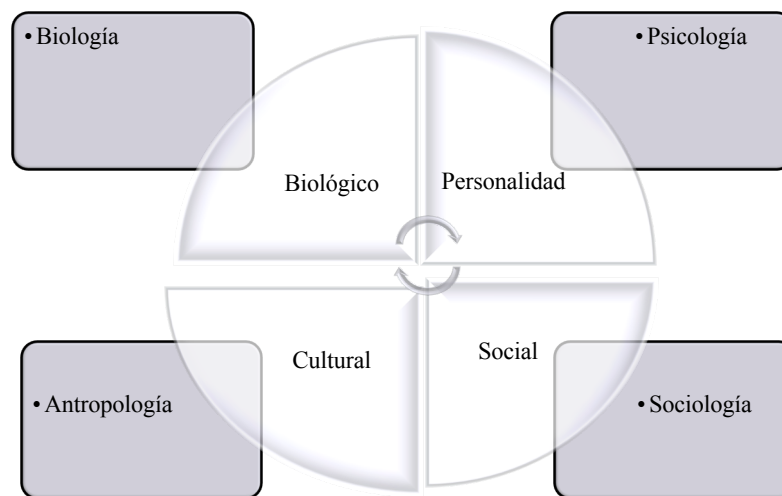 • Biología
• Psicología
Biológico
Personalidad
Cultural
Social
• Antropología
• Sociología